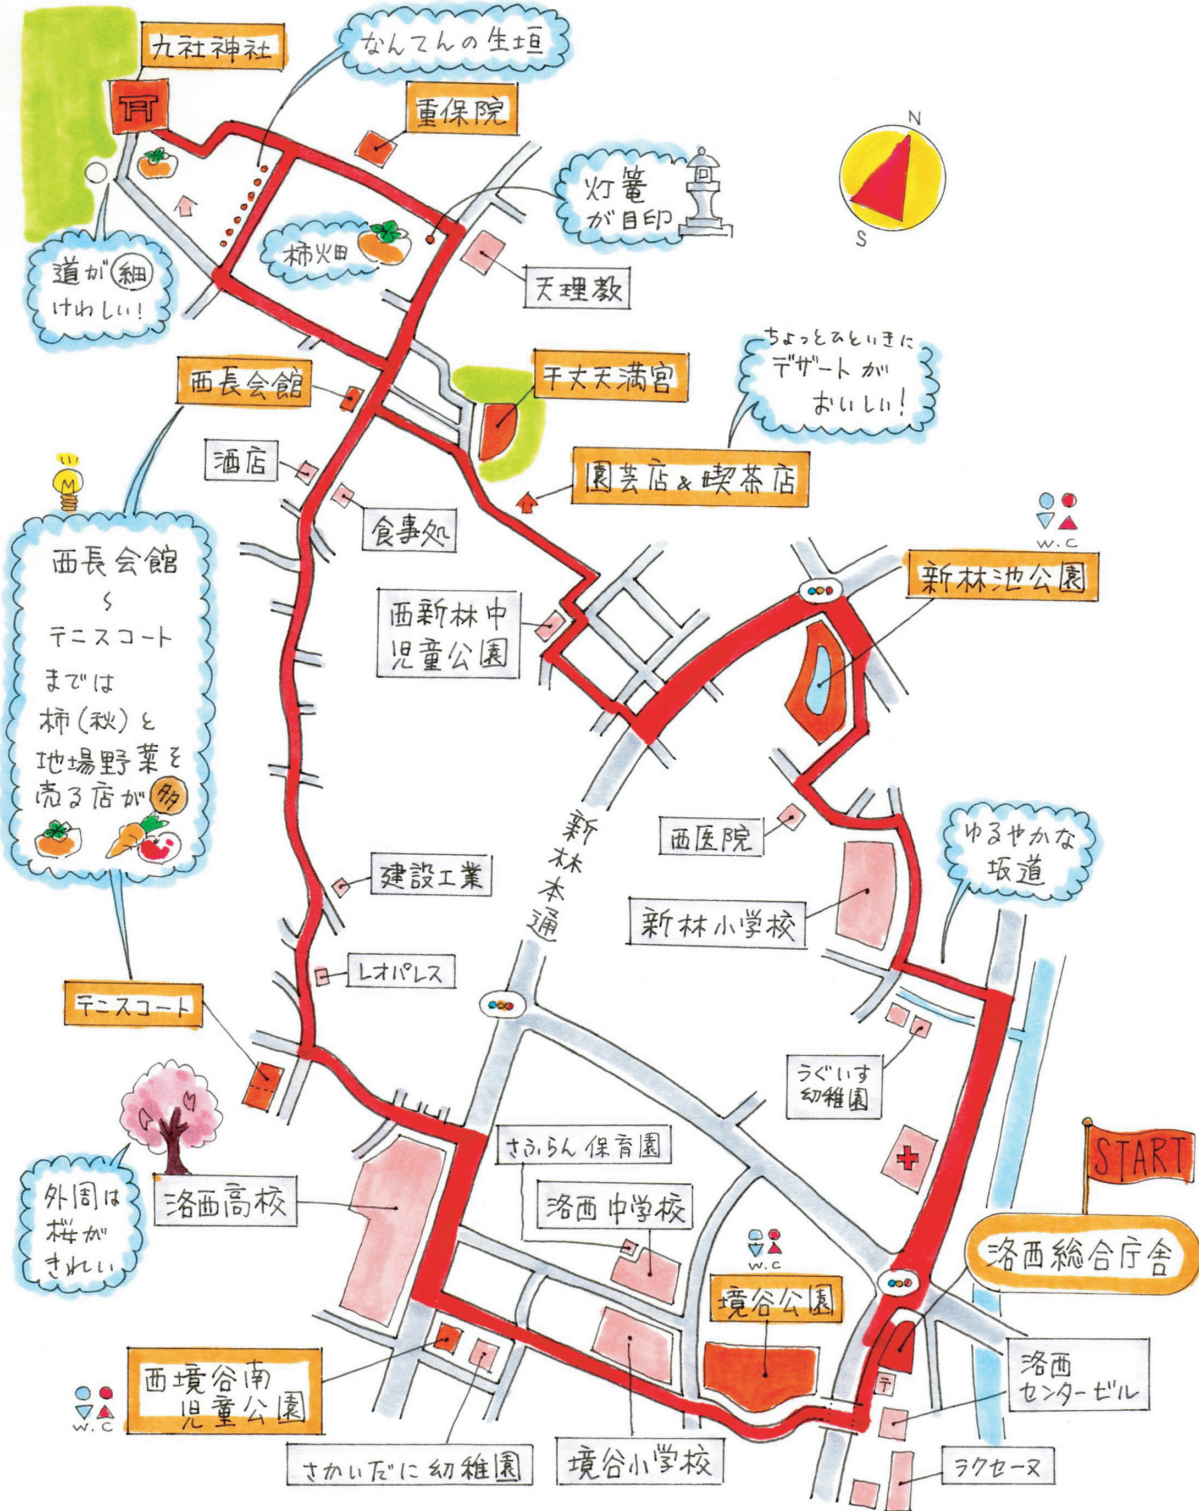 九社神社
なんてんの生垣
重保院
N
S
灯篭
が目印
道が細
けわしい!
柿畑
天理教
ちょっとひといきに
デザートが
おいしい!
西長会館
干丈天満宮
酒店
園芸店&喫茶店
食事処
W.C
新林池公園
西長会館
〜
テニスコート
までは
柿(秋)と
地場野菜を
売る店が多
西新林中
児童公園
新林本通
西医院
ゆるやかな
坂道
建設工業
新林小学校
レオパレス
テニスコート
うぐいす
幼稚園
START
さふらん保育園
外周は
桜が
きれい
洛西高校
洛西中学校
W.C
洛西総合庁舎
境谷公園
西境谷南
児童公園
W.C
〒
洛西
センタービル
さかいだに幼稚園
境谷小学校
ラクセーヌ